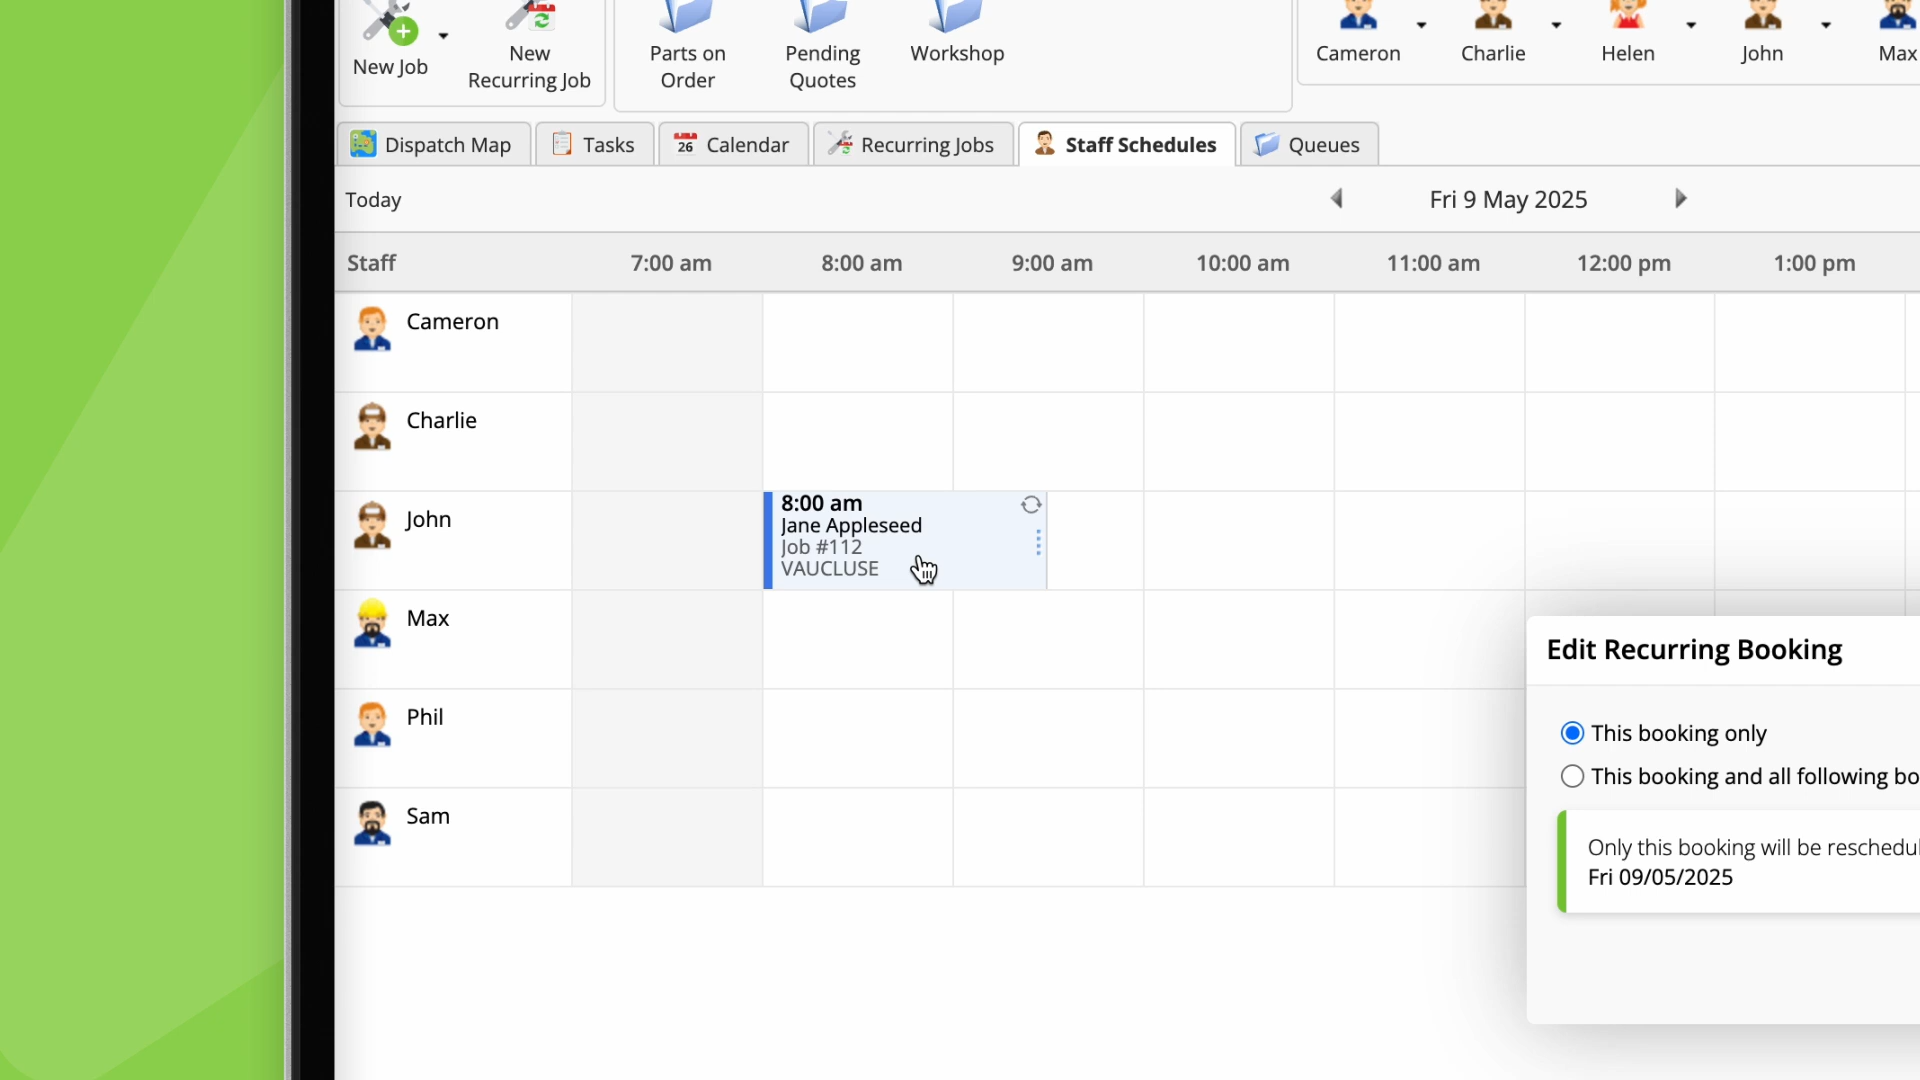 New Job
New
Recurring Job
Parts on
Order
Pending
Quotes
Workshop
Cameron
Charlie
Helen
John
Max
Dispatch Map
Tasks
26
Calendar
Recurring Jobs
Staff Schedules
Queues
Today
Fri 9 May 2025
Staff
7:00 am
8:00 am
9:00 am
10:00 am
11:00 am
12:00 pm
1:00 pm
Cameron
Charlie
John
8:00 am
Jane Appleseed
Job #112
VAUCLUSE
Max
Phil
Sam
Edit Recurring Booking
This booking only
This booking and all following bo
Only this booking will be reschedul
Fri 09/05/2025